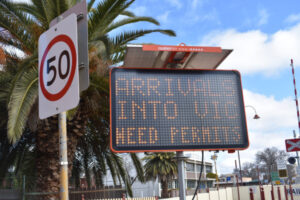 50
ARRIVALS
INTO VIC
NEED PERMITS